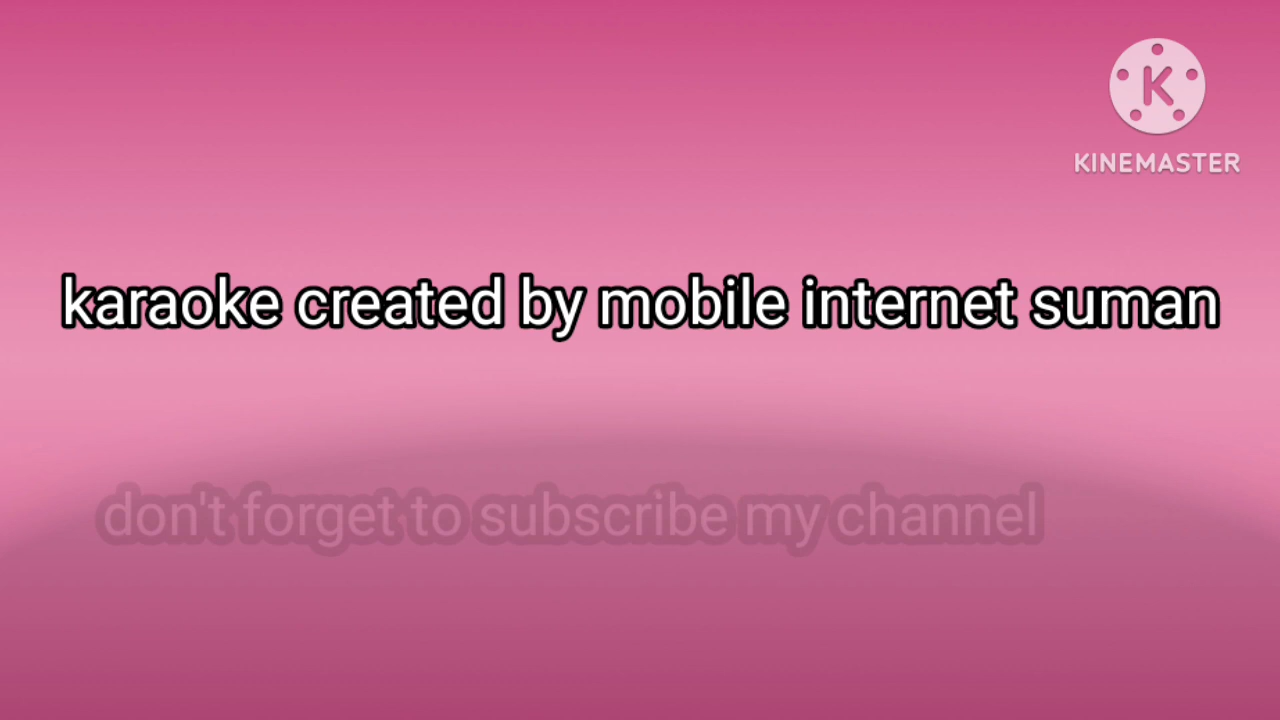 K
KINEMASTER
karaoke created by mobile internet suman
don't forget to subscribe my channel